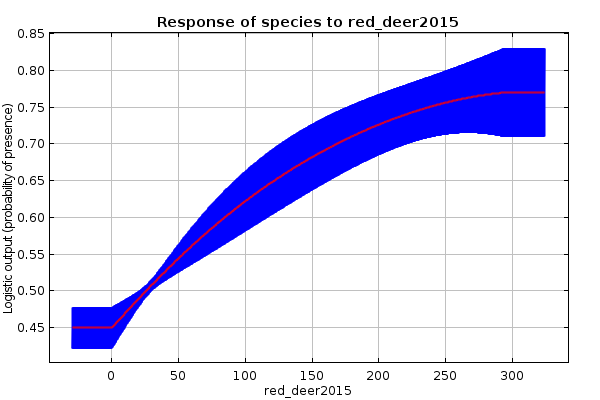 Response of species to red_deer2015
Logistic output (probability of presence)
0.85
0.80
0.75
0.70
0.65
0.60
0.55
0.50
0.45
0 50 100 150 200 250 300
red_deer2015